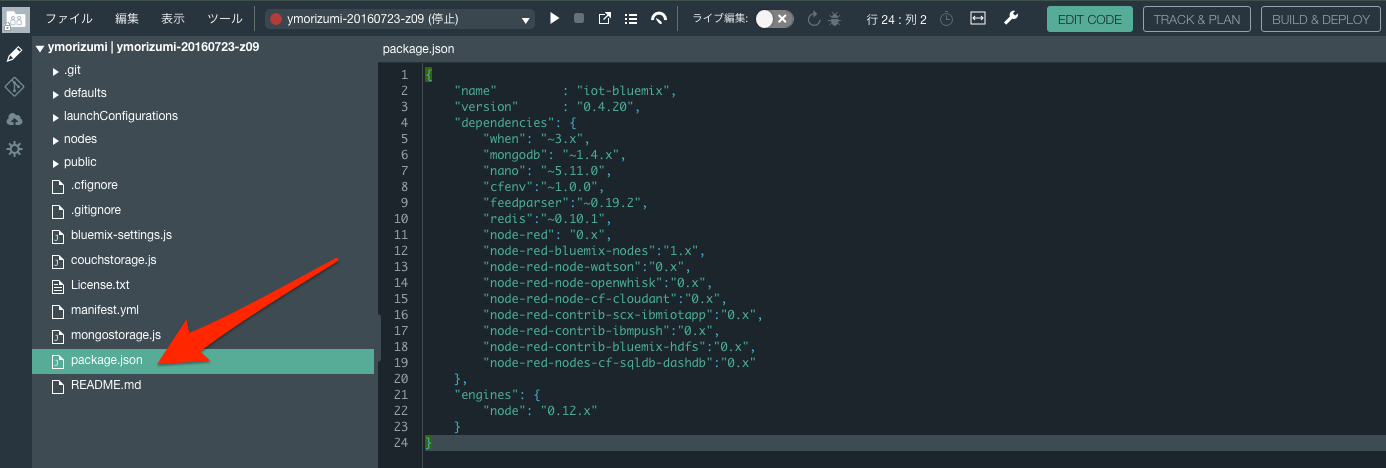 ファイル 編集 表示 ツール ymorizumi-20160723-z09 (停止) ライブ編集: 行 24 : 列 2 EDIT CODE TRACK & PLAN BUILD & DEPLOY
ymorizumi | ymorizumi-20160723-z09
.git
defaults
launchConfigurations
nodes
public
.cfignore
.gitignore
bluemix-settings.js
couchstorage.js
License.txt
manifest.yml
mongostorage.js
package.json
README.md
package.json
1 {
2 "name" : "iot-bluemix",
3 "version" : "0.4.20",
4 "dependencies": {
5 "when": "~3.x",
6 "mongodb": "~1.4.x",
7 "nano": "~5.11.0",
8 "cfenv":"~1.0.0",
9 "feedparser":"~0.19.2",
10 "redis":"~0.10.1",
11 "node-red": "0.x",
12 "node-red-bluemix-nodes":"1.x",
13 "node-red-node-watson":"0.x",
14 "node-red-node-openwhisk":"0.x",
15 "node-red-node-cf-cloudant":"0.x",
16 "node-red-contrib-scx-ibmiotapp":"0.x",
17 "node-red-contrib-ibmpush":"0.x",
18 "node-red-contrib-bluemix-hdfs":"0.x",
19 "node-red-nodes-cf-sqldb-dashdb":"0.x"
20 },
21 "engines": {
22 "node": "0.12.x"
23 }
24 }